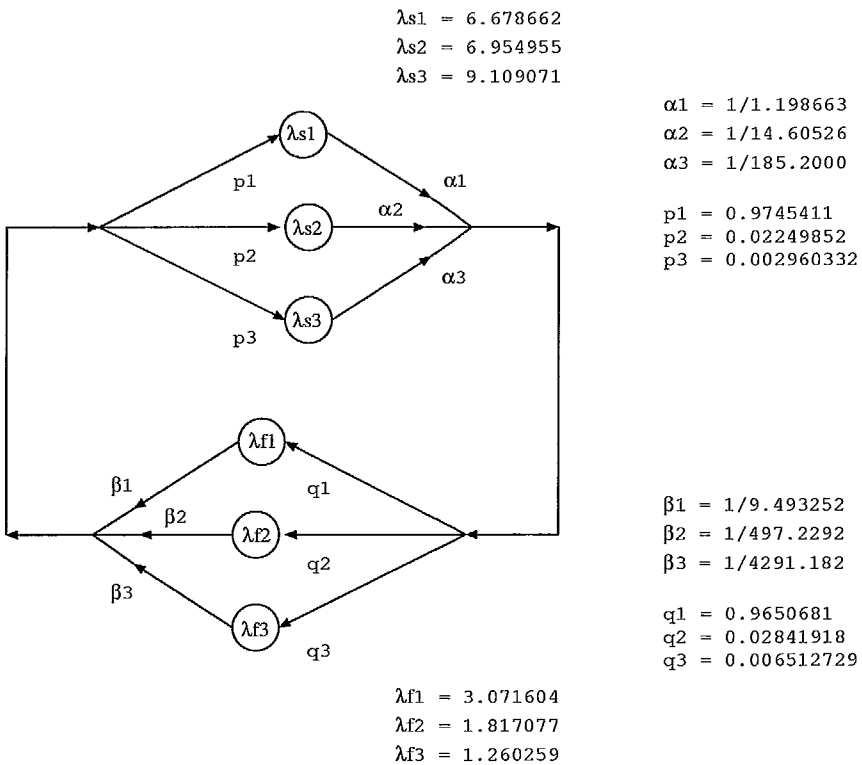 λs1 = 6.678662
λs2 = 6.954955
λs3 = 9.109071
α1 = 1/1.198663
α2 = 1/14.60526
α3 = 1/185.2000
p1 = 0.9745411
p2 = 0.02249852
p3 = 0.002960332
λs1
p1
α1
α2
λs2
p2
α3
λs3
p3
λf1
β1
q1
β2
λf2
q2
β3
λf3
q3
β1 = 1/9.493252
β2 = 1/497.2292
β3 = 1/4291.182
q1 = 0.9650681
q2 = 0.02841918
q3 = 0.006512729
λf1 = 3.071604
λf2 = 1.817077
λf3 = 1.260259